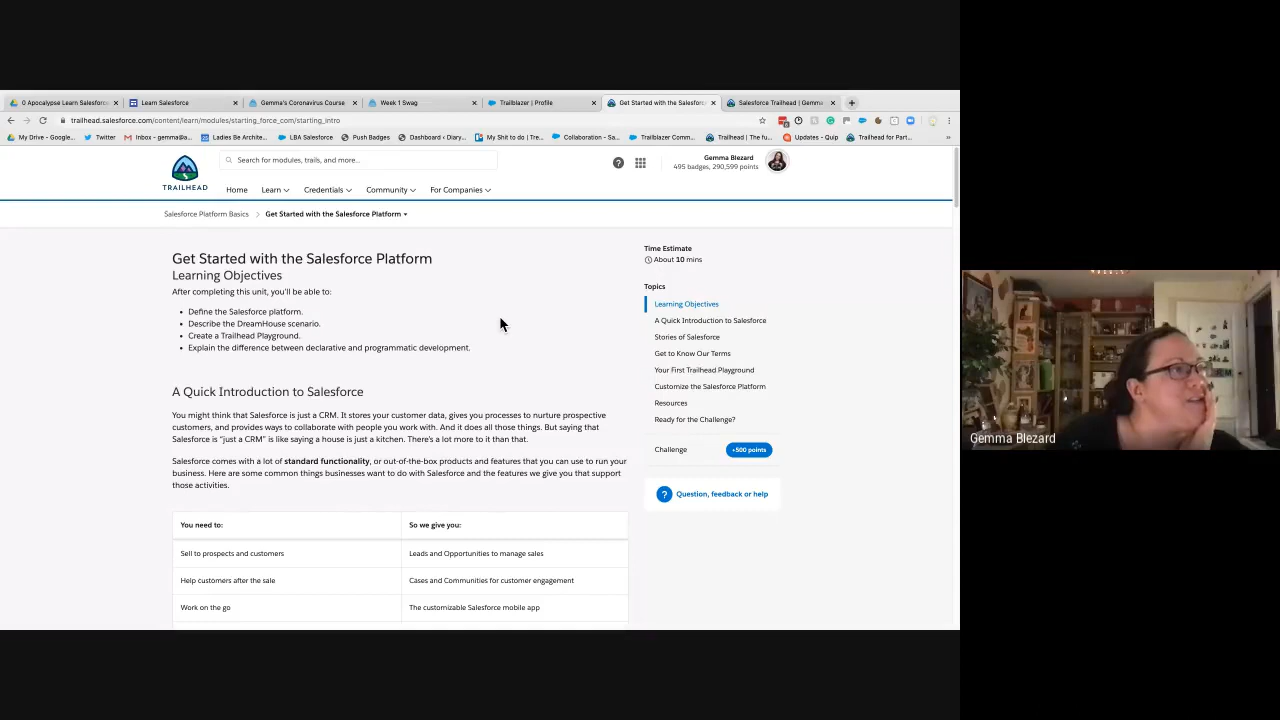 0 Apocalypse Learn Salesforce
Learn Salesforce
Gemma's Coronavirus Course
Week 1 Swag
Trailblazer | Profile
Get Started with the Salesforce
Salesforce Trailhead | Gemma
trailhead.salesforce.com/content/learn/modules/starting_force_com/starting_intro
My Drive - Google...
Twitter
Inbox - gemma@a...
Ladies Be Archite...
LBA Salesforce
Push Badges
Dashboard ‹ Diary...
My Shit to do | Tre...
Collaboration - Sa...
Trailblazer Comm...
Trailhead | The fu...
Updates - Quip
Trailhead for Part...
TRAILHEAD
Search for modules, trails, and more...
Gemma Blezard
495 badges, 290,599 points
Home
Learn
Credentials
Community
For Companies
Salesforce Platform Basics
Get Started with the Salesforce Platform
Get Started with the Salesforce Platform
Learning Objectives
After completing this unit, you'll be able to:
• Define the Salesforce platform.
• Describe the DreamHouse scenario.
• Create a Trailhead Playground.
• Explain the difference between declarative and programmatic development.
A Quick Introduction to Salesforce
You might think that Salesforce is just a CRM. It stores your customer data, gives you processes to nurture prospective
customers, and provides ways to collaborate with people you work with. And it does all those things. But saying that
Salesforce is "just a CRM" is like saying a house is just a kitchen. There's a lot more to it than that.
Salesforce comes with a lot of standard functionality, or out-of-the-box products and features that you can use to run your
business. Here are some common things businesses want to do with Salesforce and the features we give you that support
those activities.
You need to:
So we give you:
Sell to prospects and customers
Leads and Opportunities to manage sales
Help customers after the sale
Cases and Communities for customer engagement
Work on the go
The customizable Salesforce mobile app
Time Estimate
About 10 mins
Topics
Learning Objectives
A Quick Introduction to Salesforce
Stories of Salesforce
Get to Know Our Terms
Your First Trailhead Playground
Customize the Salesforce Platform
Resources
Ready for the Challenge?
Challenge
+500 points
? Question, feedback or help
Gemma Blezard